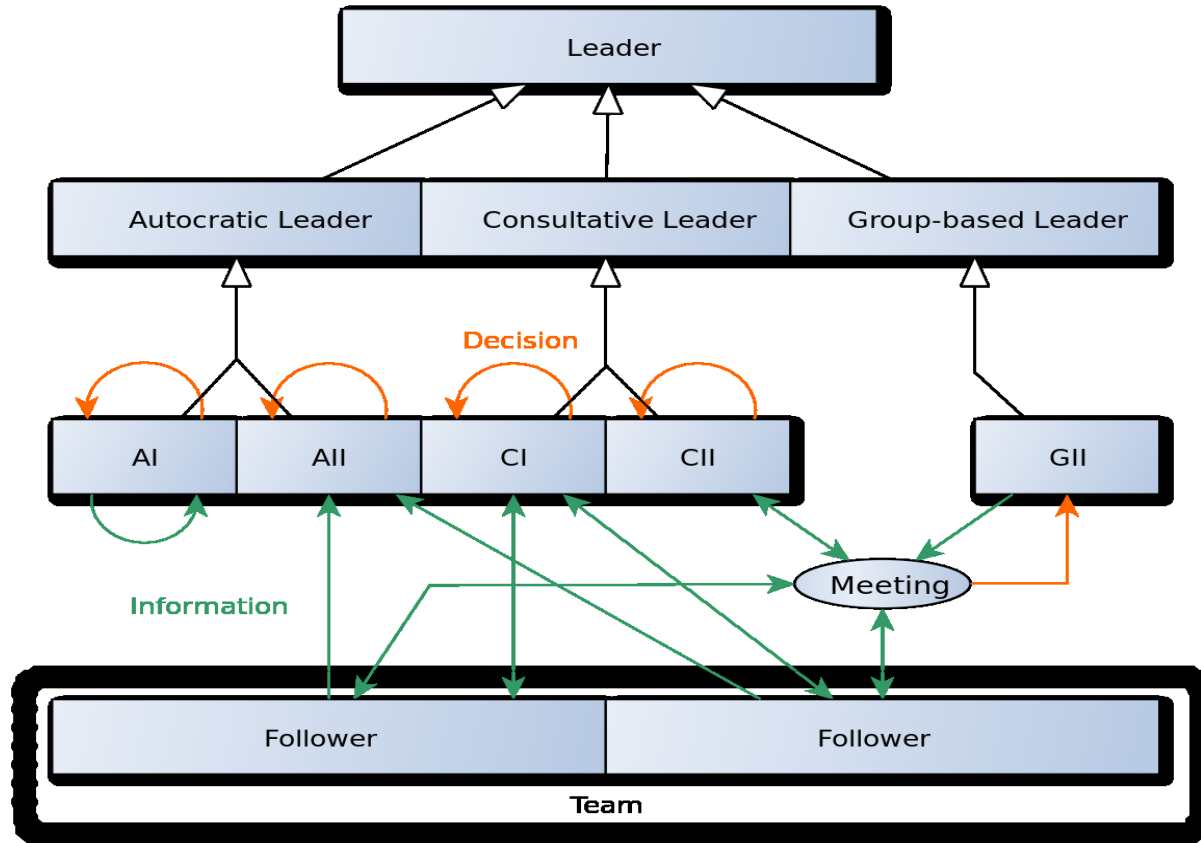 Leader
Autocratic Leader
Consultative Leader
Group-based Leader
Decision
AI
AII
CI
CII
GII
Meeting
Information
Follower
Follower
Team